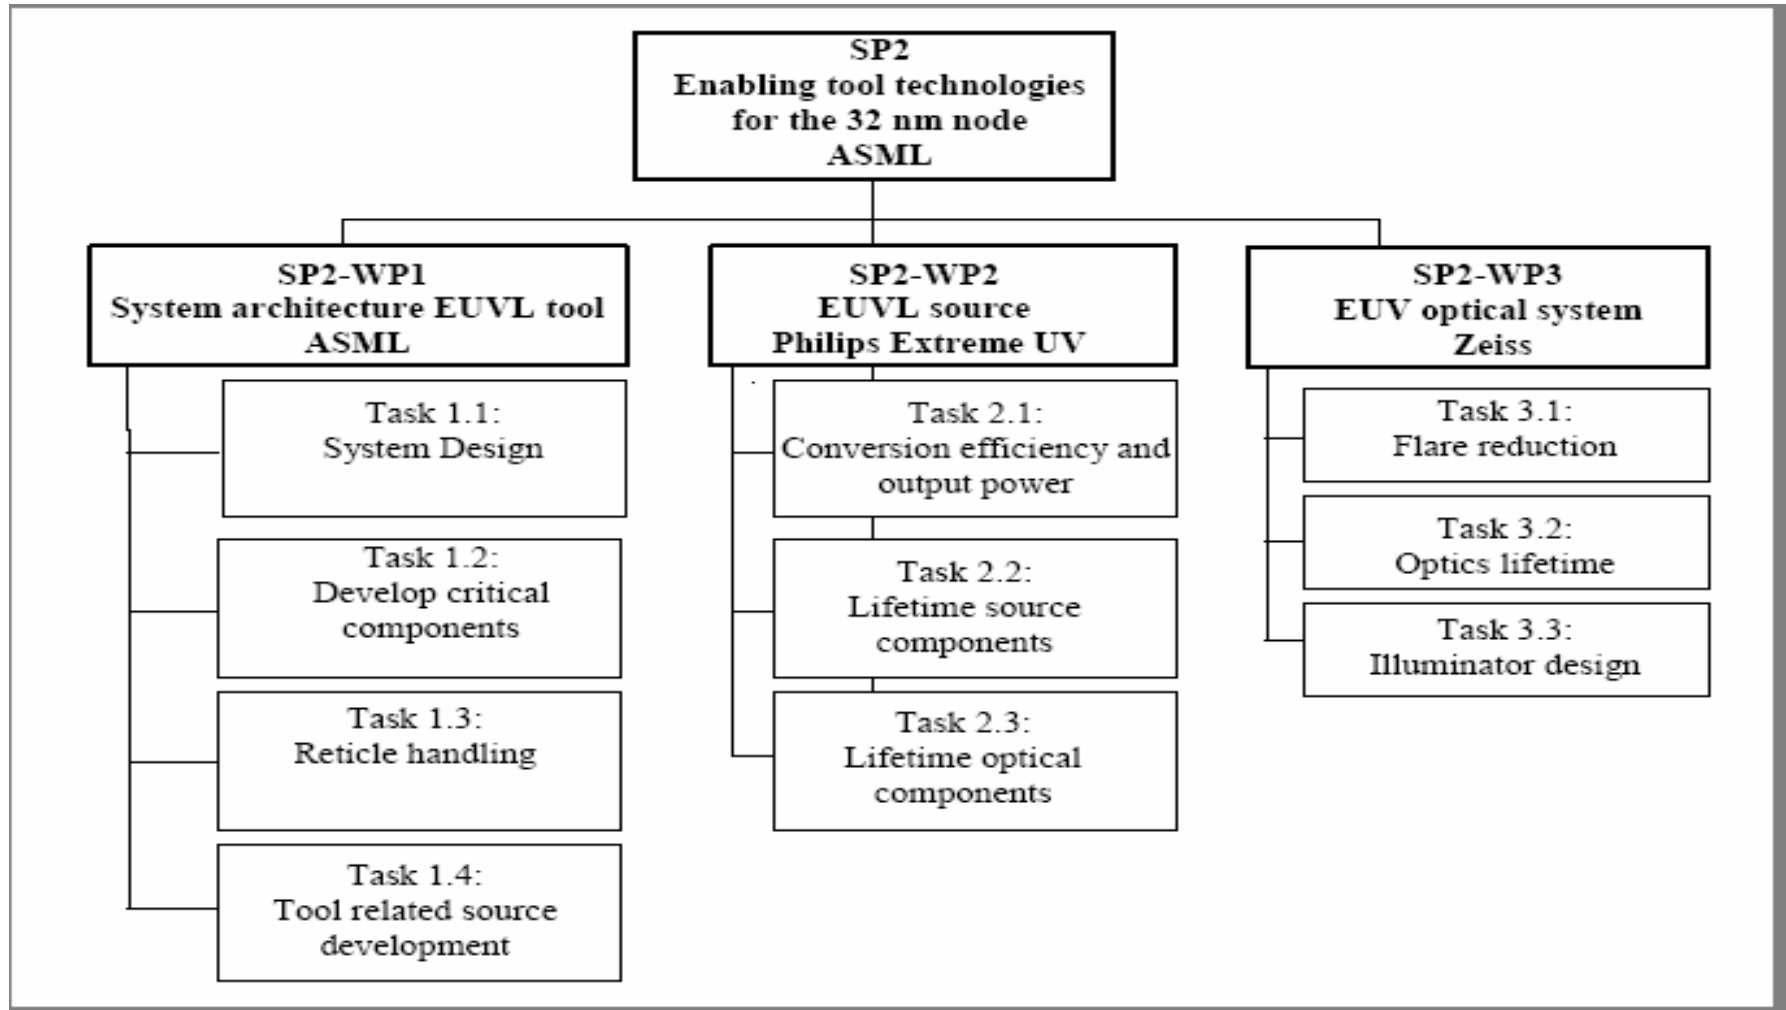 SP2
Enabling tool technologies
for the 32 nm node
ASML
SP2-WP1
System architecture EUVL tool
ASML
Task 1.1:
System Design
Task 1.2:
Develop critical
components
Task 1.3:
Reticle handling
Task 1.4:
Tool related source
development
SP2-WP2
EUVL source
Philips Extreme UV
Task 2.1:
Conversion efficiency and
output power
Task 2.2:
Lifetime source
components
Task 2.3:
Lifetime optical
components
SP2-WP3
EUV optical system
Zeiss
Task 3.1:
Flare reduction
Task 3.2:
Optics lifetime
Task 3.3:
Illuminator design